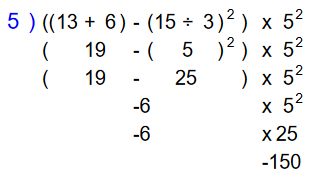 5 ) ((13 + 6) - (15 ÷ 3)² ) x 5²
( 19 - ( 5 )² ) x 5²
( 19 - 25 ) x 5²
-6 x 5²
-6 x 25
-150